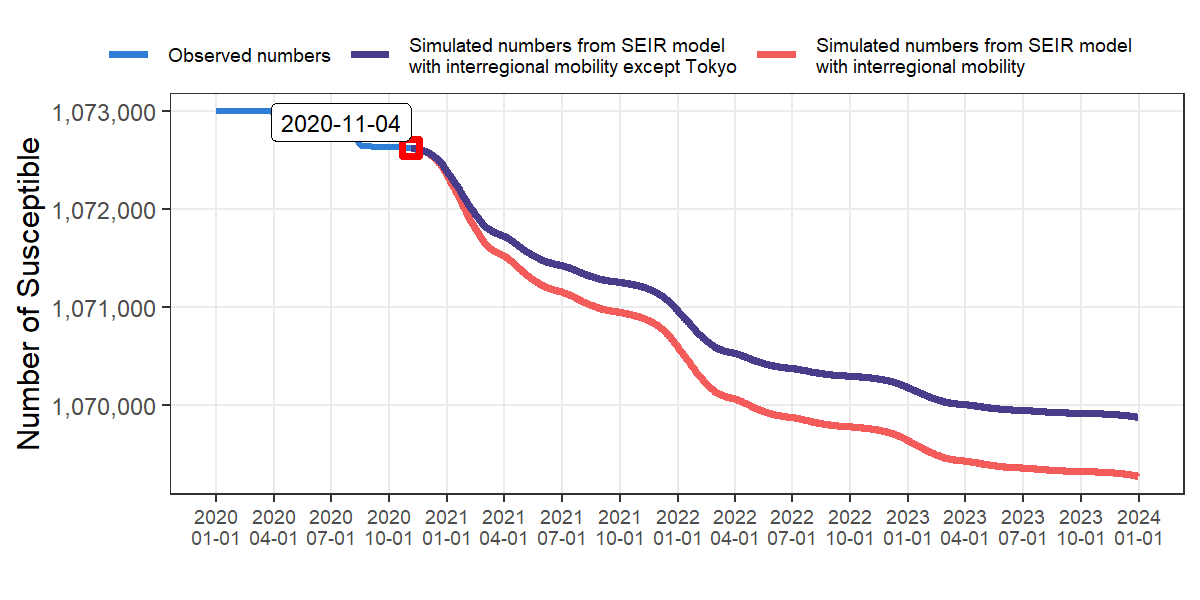 Observed numbers
Simulated numbers from SEIR model
with interregional mobility except Tokyo
Simulated numbers from SEIR model
with interregional mobility
Number of Susceptible
1,073,000
1,072,000
1,071,000
1,070,000
2020-11-04
2020 2020 2020 2020 2021 2021 2021 2021 2022 2022 2022 2022 2023 2023 2023 2023 2024
01-01 04-01 07-01 10-01 01-01 04-01 07-01 10-01 01-01 04-01 07-01 10-01 01-01 04-01 07-01 10-01 01-01